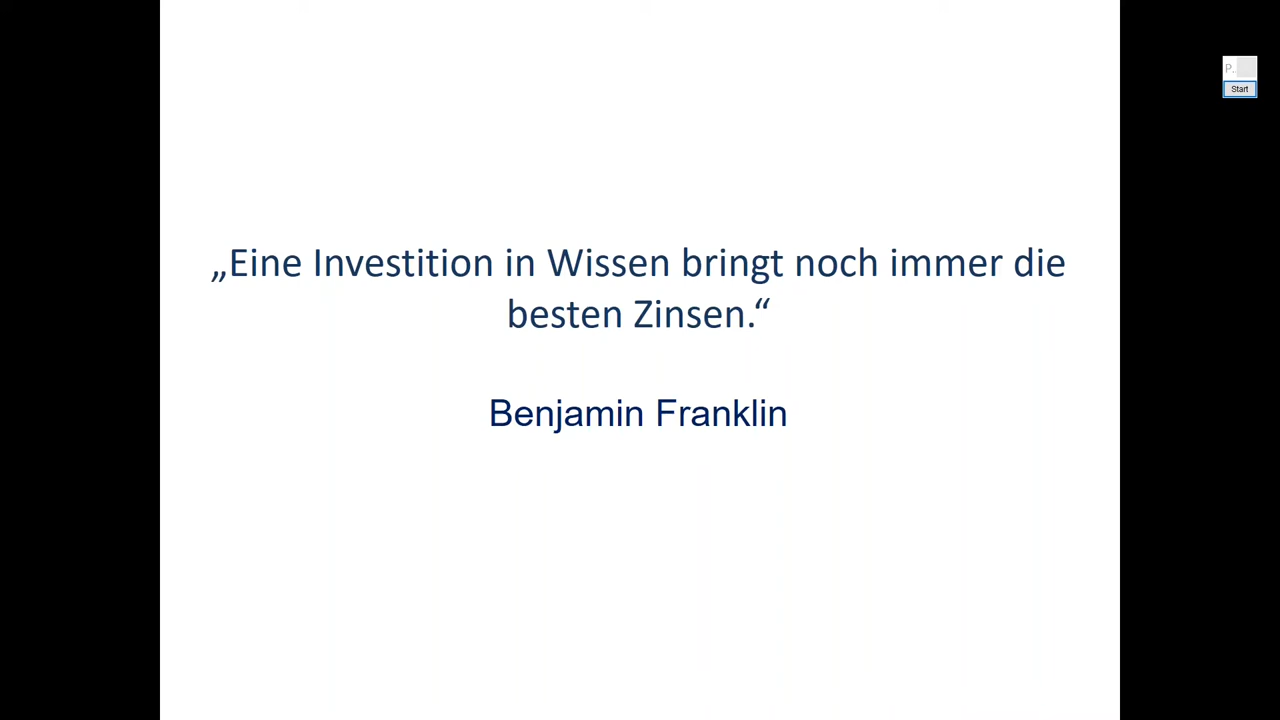 „Eine Investition in Wissen bringt noch immer die
besten Zinsen.“
Benjamin Franklin
P..
Start